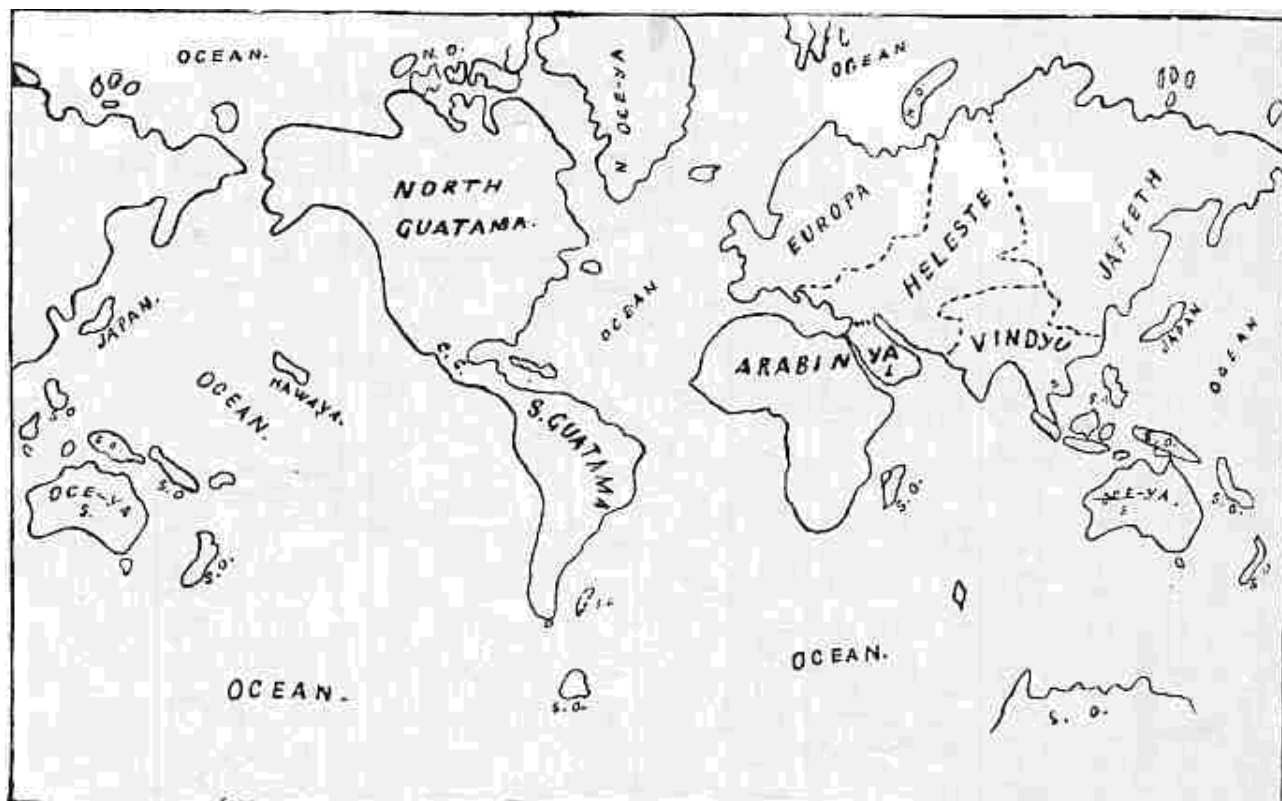 OCEAN.
N. O.
N OCE-YA
OCEAN
NORTH
GUATAMA.
EUROPA
HELESTE
JAFFETH
JAPAN.
OCEAN
C. C.
ARABIN YA
VINDYU
JAPAN
OCEAN
HAWAYA.
OCEAN.
S. GUATAMA
S. O.
E. O.
S. O.
OCE-YA
S.
S. O.
S. O.
OCE-YA.
S. O.
S. O.
S. O
OCEAN.
OCEAN.
S. O.
S. O.